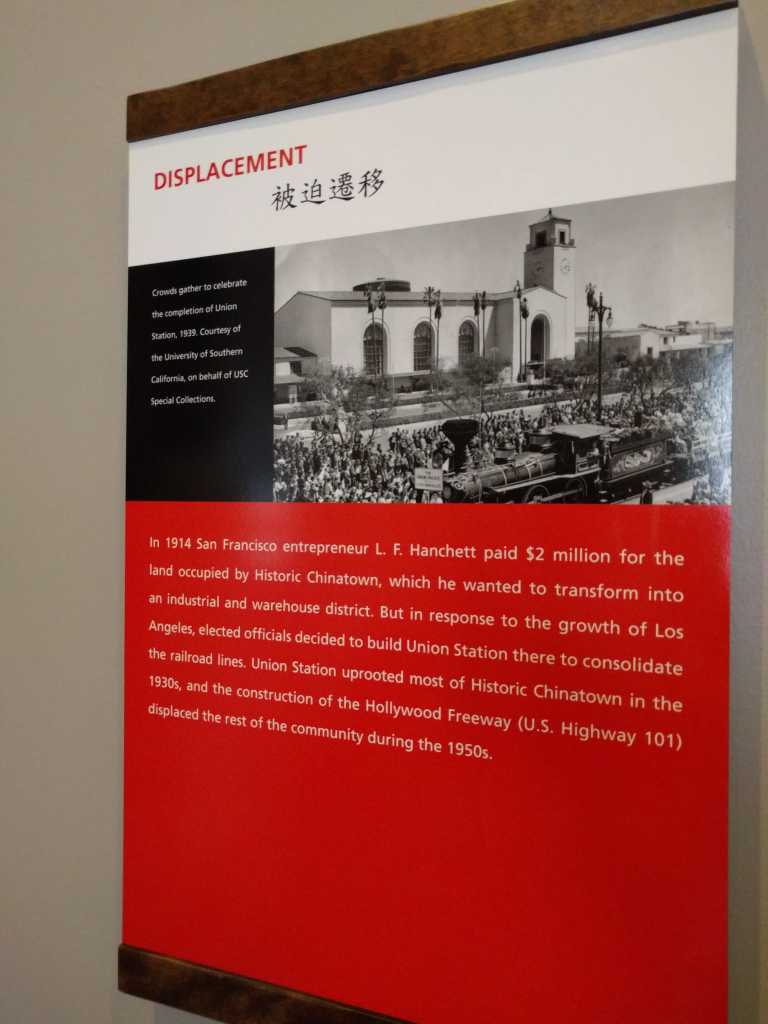 DISPLACEMENT
被迫遷移
Crowds gather to celebrate
the completion of Union
Station, 1939. Courtesy of
the University of Southern
California, on behalf of USC
Special Collections.
In 1914 San Francisco entrepreneur L. F. Hanchett paid $2 million for the
land occupied by Historic Chinatown, which he wanted to transform into
an industrial and warehouse district. But in response to the growth of Los
Angeles, elected officials decided to build Union Station there to consolidate
the railroad lines. Union Station uprooted most of Historic Chinatown in the
1930s, and the construction of the Hollywood Freeway (U.S. Highway 101)
displaced the rest of the community during the 1950s.